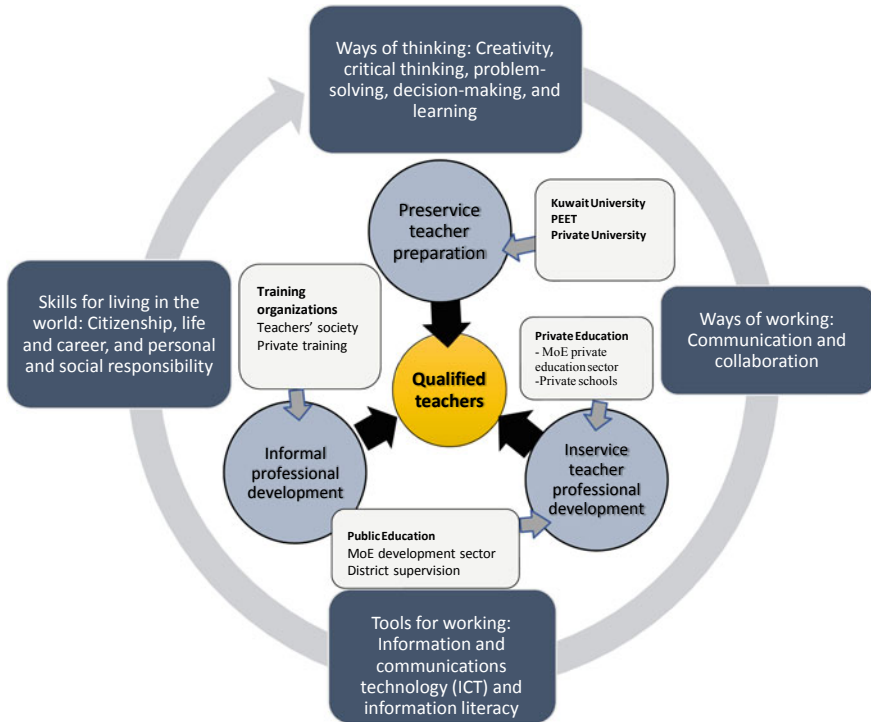 Ways of thinking: Creativity,
critical thinking, problem-
solving, decision-making, and
learning
Preservice
teacher
preparation
Kuwait University
PEET
Private University
Skills for living in the
world: Citizenship, life
and career, and personal
and social responsibility
Training
organizations
Teachers’ society
Private training
Ways of working:
Communication and
collaboration
Private Education
- MoE private
education sector
-Private schools
Qualified
teachers
Informal
professional
development
Inservice
teacher
professional
development
Public Education
MoE development sector
District supervision
Tools for working:
Information and
communications
technology (ICT) and
information literacy